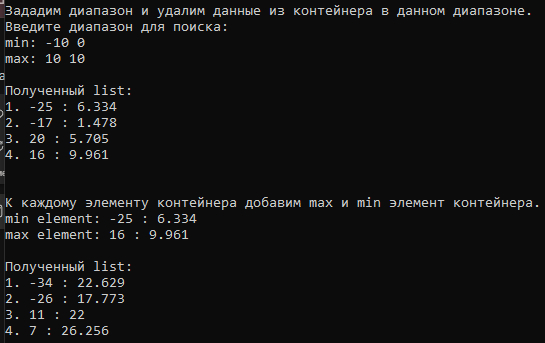 Зададим диапазон и удалим данные из контейнера в данном диапазоне.
Введите диапазон для поиска:
min: -10 0
max: 10 10
Полученный list:
1. -25 : 6.334
2. -17 : 1.478
3. 20 : 5.705
4. 16 : 9.961
К каждому элементу контейнера добавим max и min элемент контейнера.
min element: -25 : 6.334
max element: 16 : 9.961
Полученный list:
1. -34 : 22.629
2. -26 : 17.773
3. 11 : 22
4. 7 : 26.256